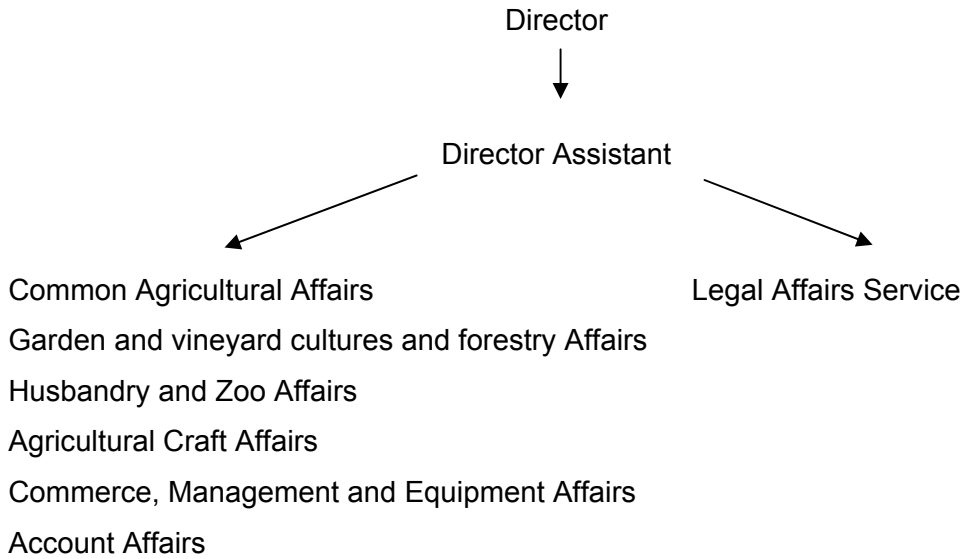 Director
Director Assistant
Common Agricultural Affairs
Legal Affairs Service
Garden and vineyard cultures and forestry Affairs
Husbandry and Zoo Affairs
Agricultural Craft Affairs
Commerce, Management and Equipment Affairs
Account Affairs